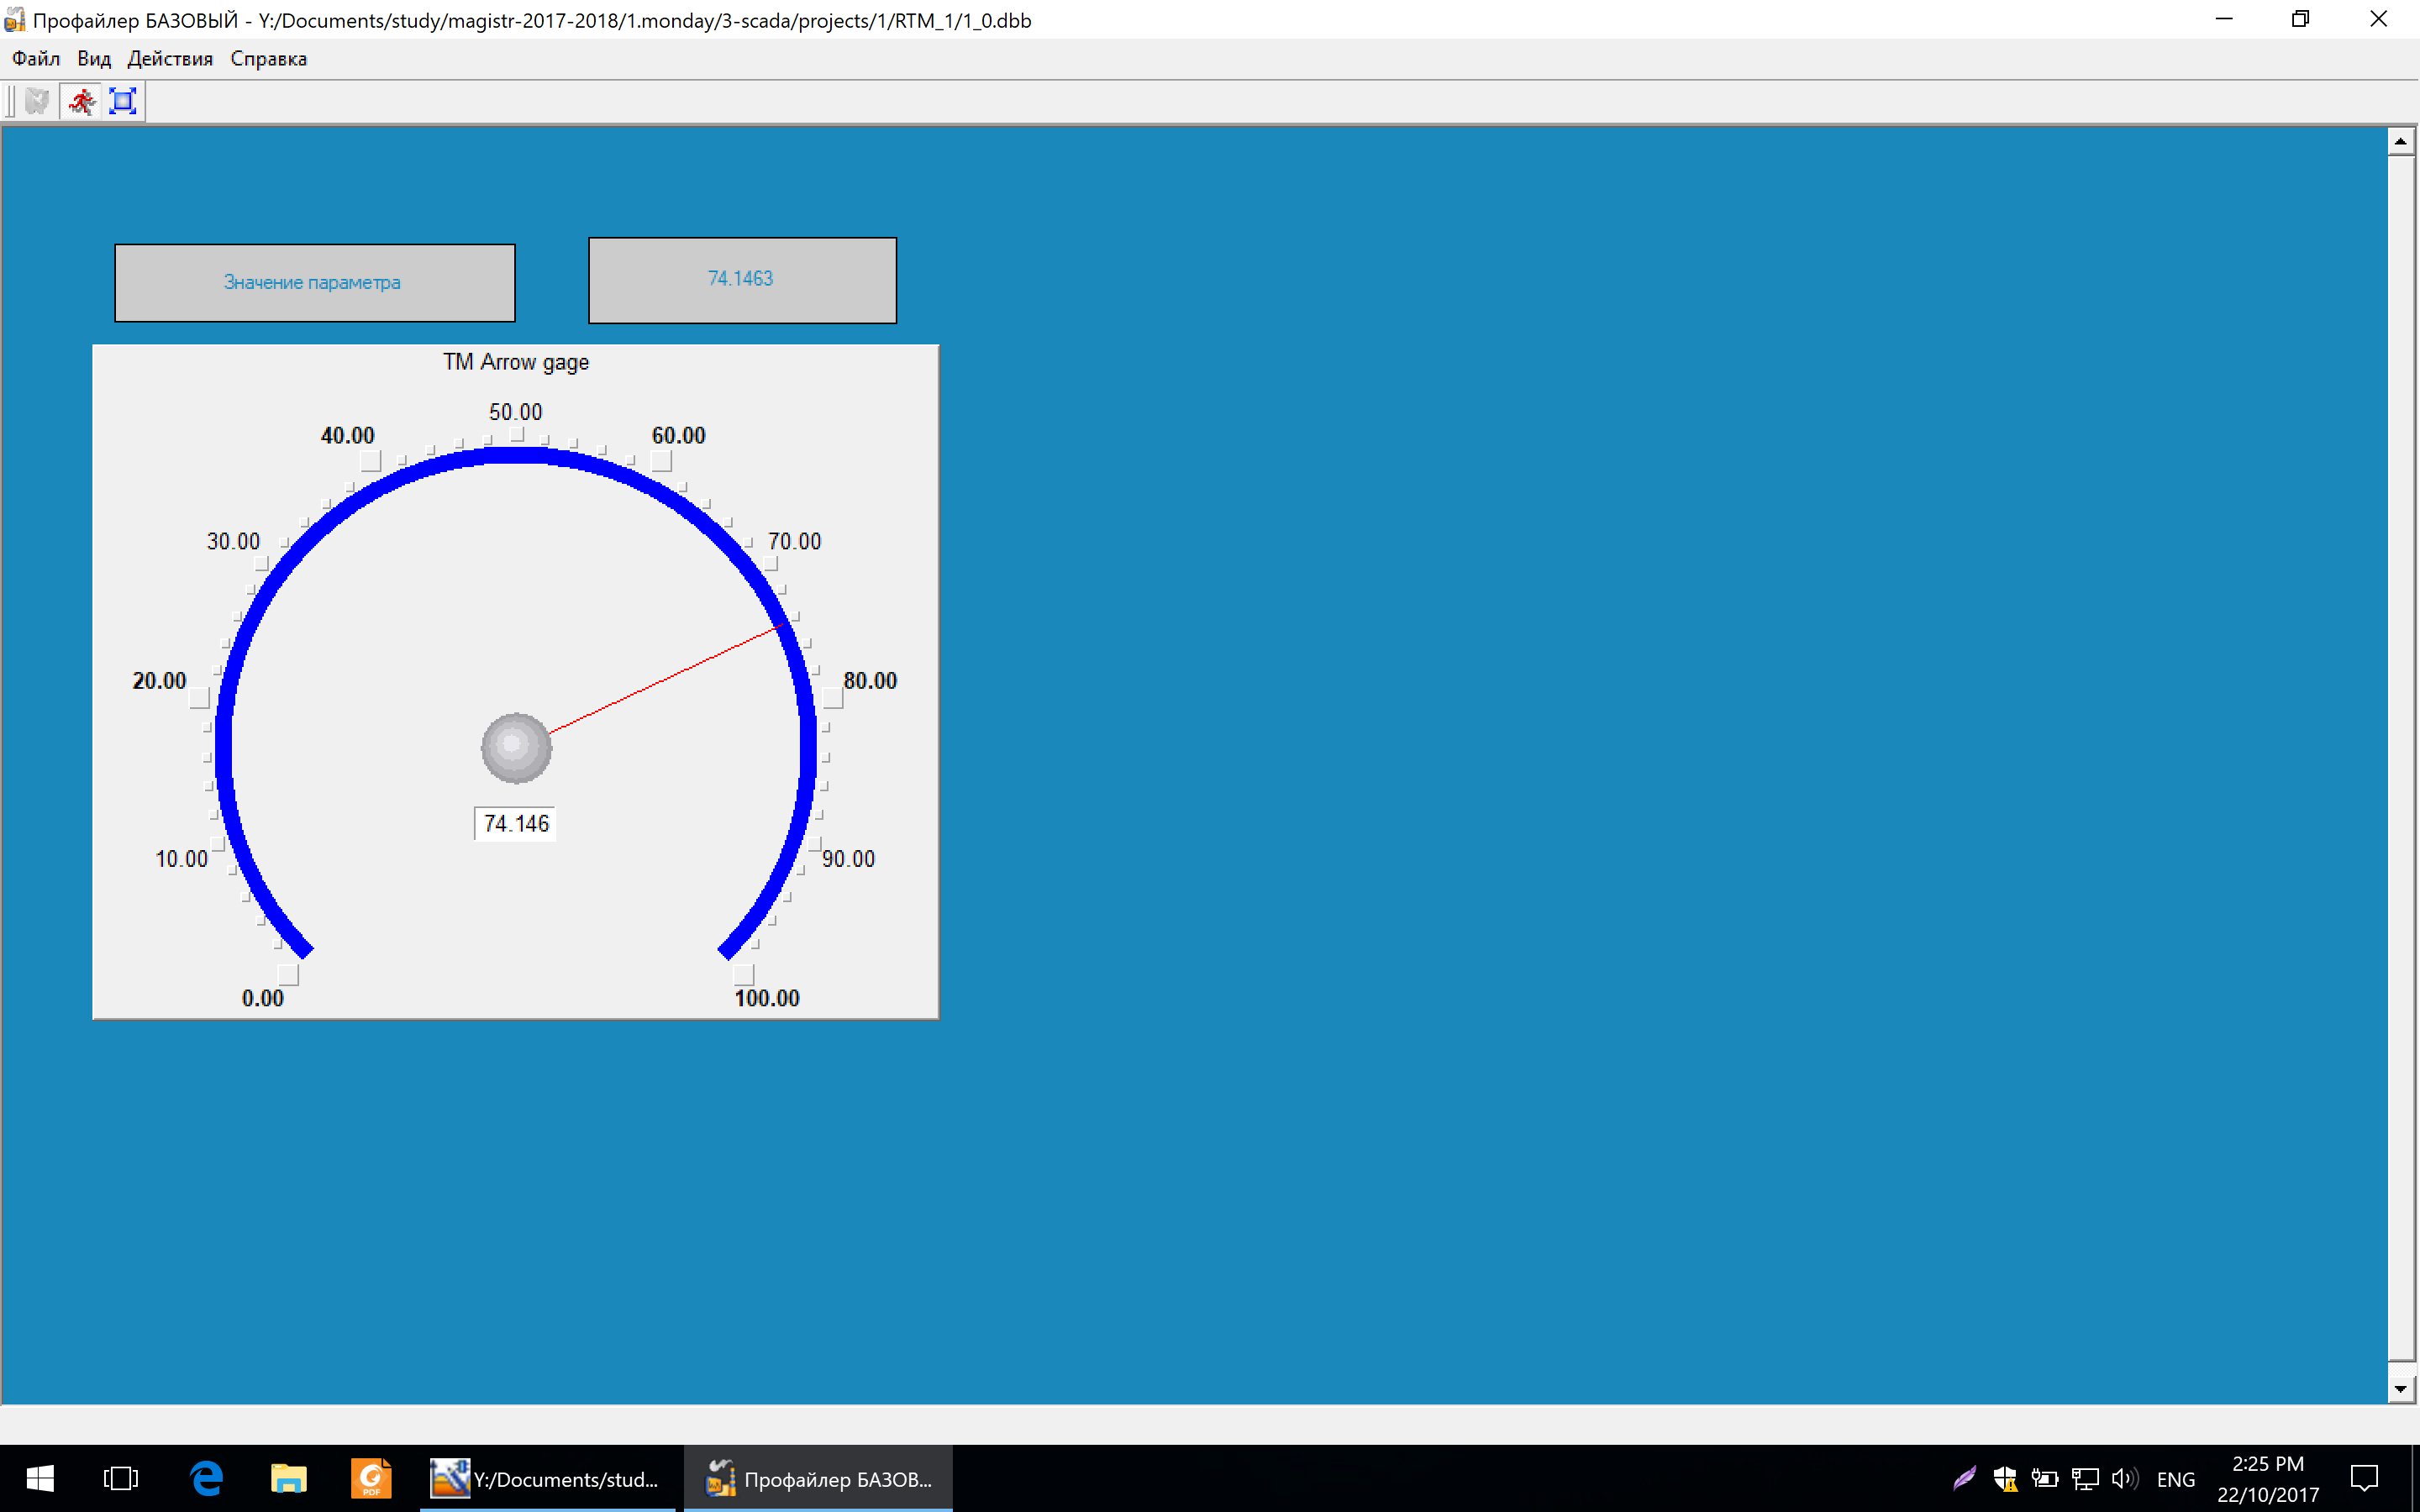 Профайлер БАЗОВЫЙ - Y:/Documents/study/magistr-2017-2018/1.monday/3-scada/projects/1/RTM_1/1_0.dbb
Файл Вид Действия Справка
Значение параметра
74.1463
TM Arrow gage
50.00
40.00
60.00
30.00
70.00
20.00
80.00
74.146
10.00
90.00
0.00
100.00
PDF
Y:/Documents/stud...
Профайлер БАЗОВ...
ENG
2:25 PM
22/10/2017